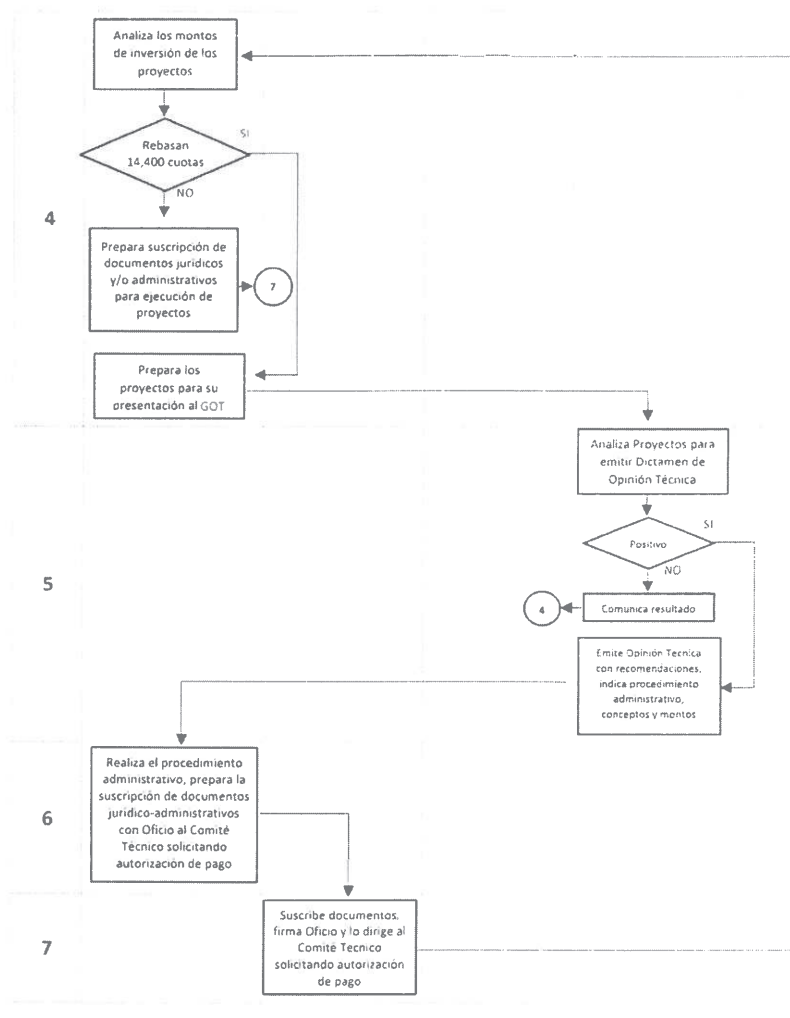 Analiza los montos
de inversión de los
proyectos
SI
Rebasan
14,400 cuotas
NO
4
Prepara suscripción de
documentos jurídicos
y/o administrativos
para ejecución de
proyectos
7
Prepara los
proyectos para su
presentación al GOT
Analiza Proyectos para
emitir Dictamen de
Opinión Técnica
SI
Positivo
NO
5
4
Comunica resultado
Emite Opinión Tecnica
con recomendaciones,
indica procedimiento
administrativo,
conceptos y montos
Realiza el procedimiento
administrativo, prepara la
suscripción de documentos
jurídico-administrativos
con Oficio al Comité
Técnico solicitando
autorización de pago
6
Suscribe documentos,
firma Oficio y lo dirige al
Comité Tecnico
solicitando autorización
de pago
7